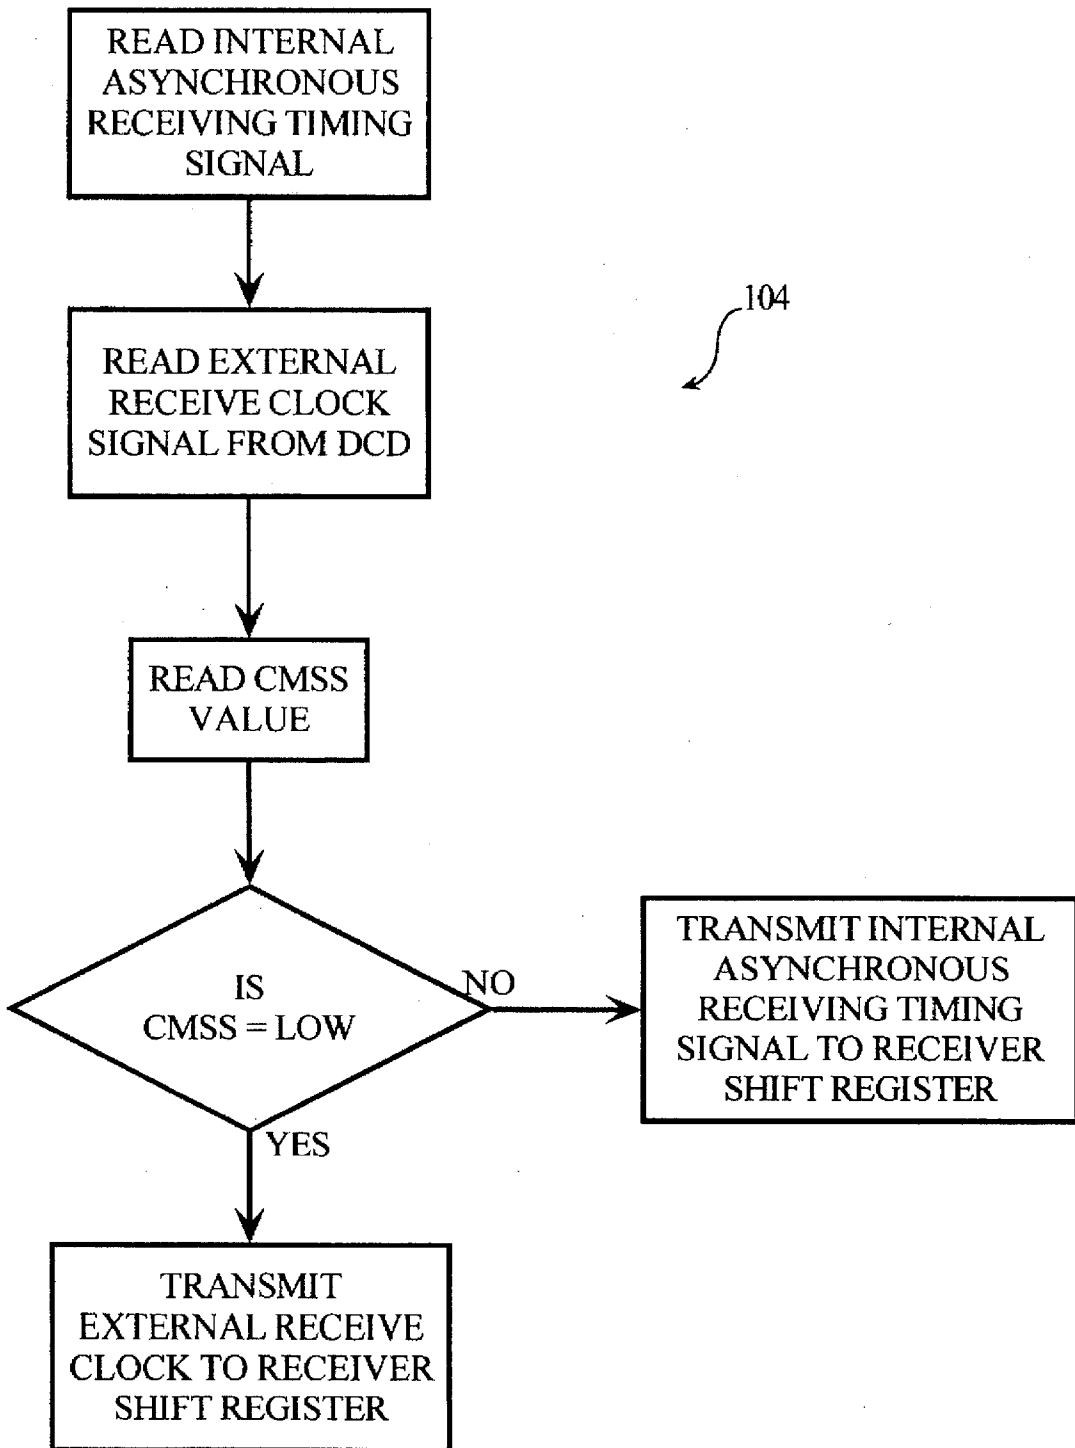 READ INTERNAL
ASYNCHRONOUS
RECEIVING TIMING
SIGNAL
104
READ EXTERNAL
RECEIVE CLOCK
SIGNAL FROM DCD
READ CMSS
VALUE
IS
CMSS = LOW
NO
TRANSMIT INTERNAL
ASYNCHRONOUS
RECEIVING TIMING
SIGNAL TO RECEIVER
SHIFT REGISTER
YES
TRANSMIT
EXTERNAL RECEIVE
CLOCK TO RECEIVER
SHIFT REGISTER